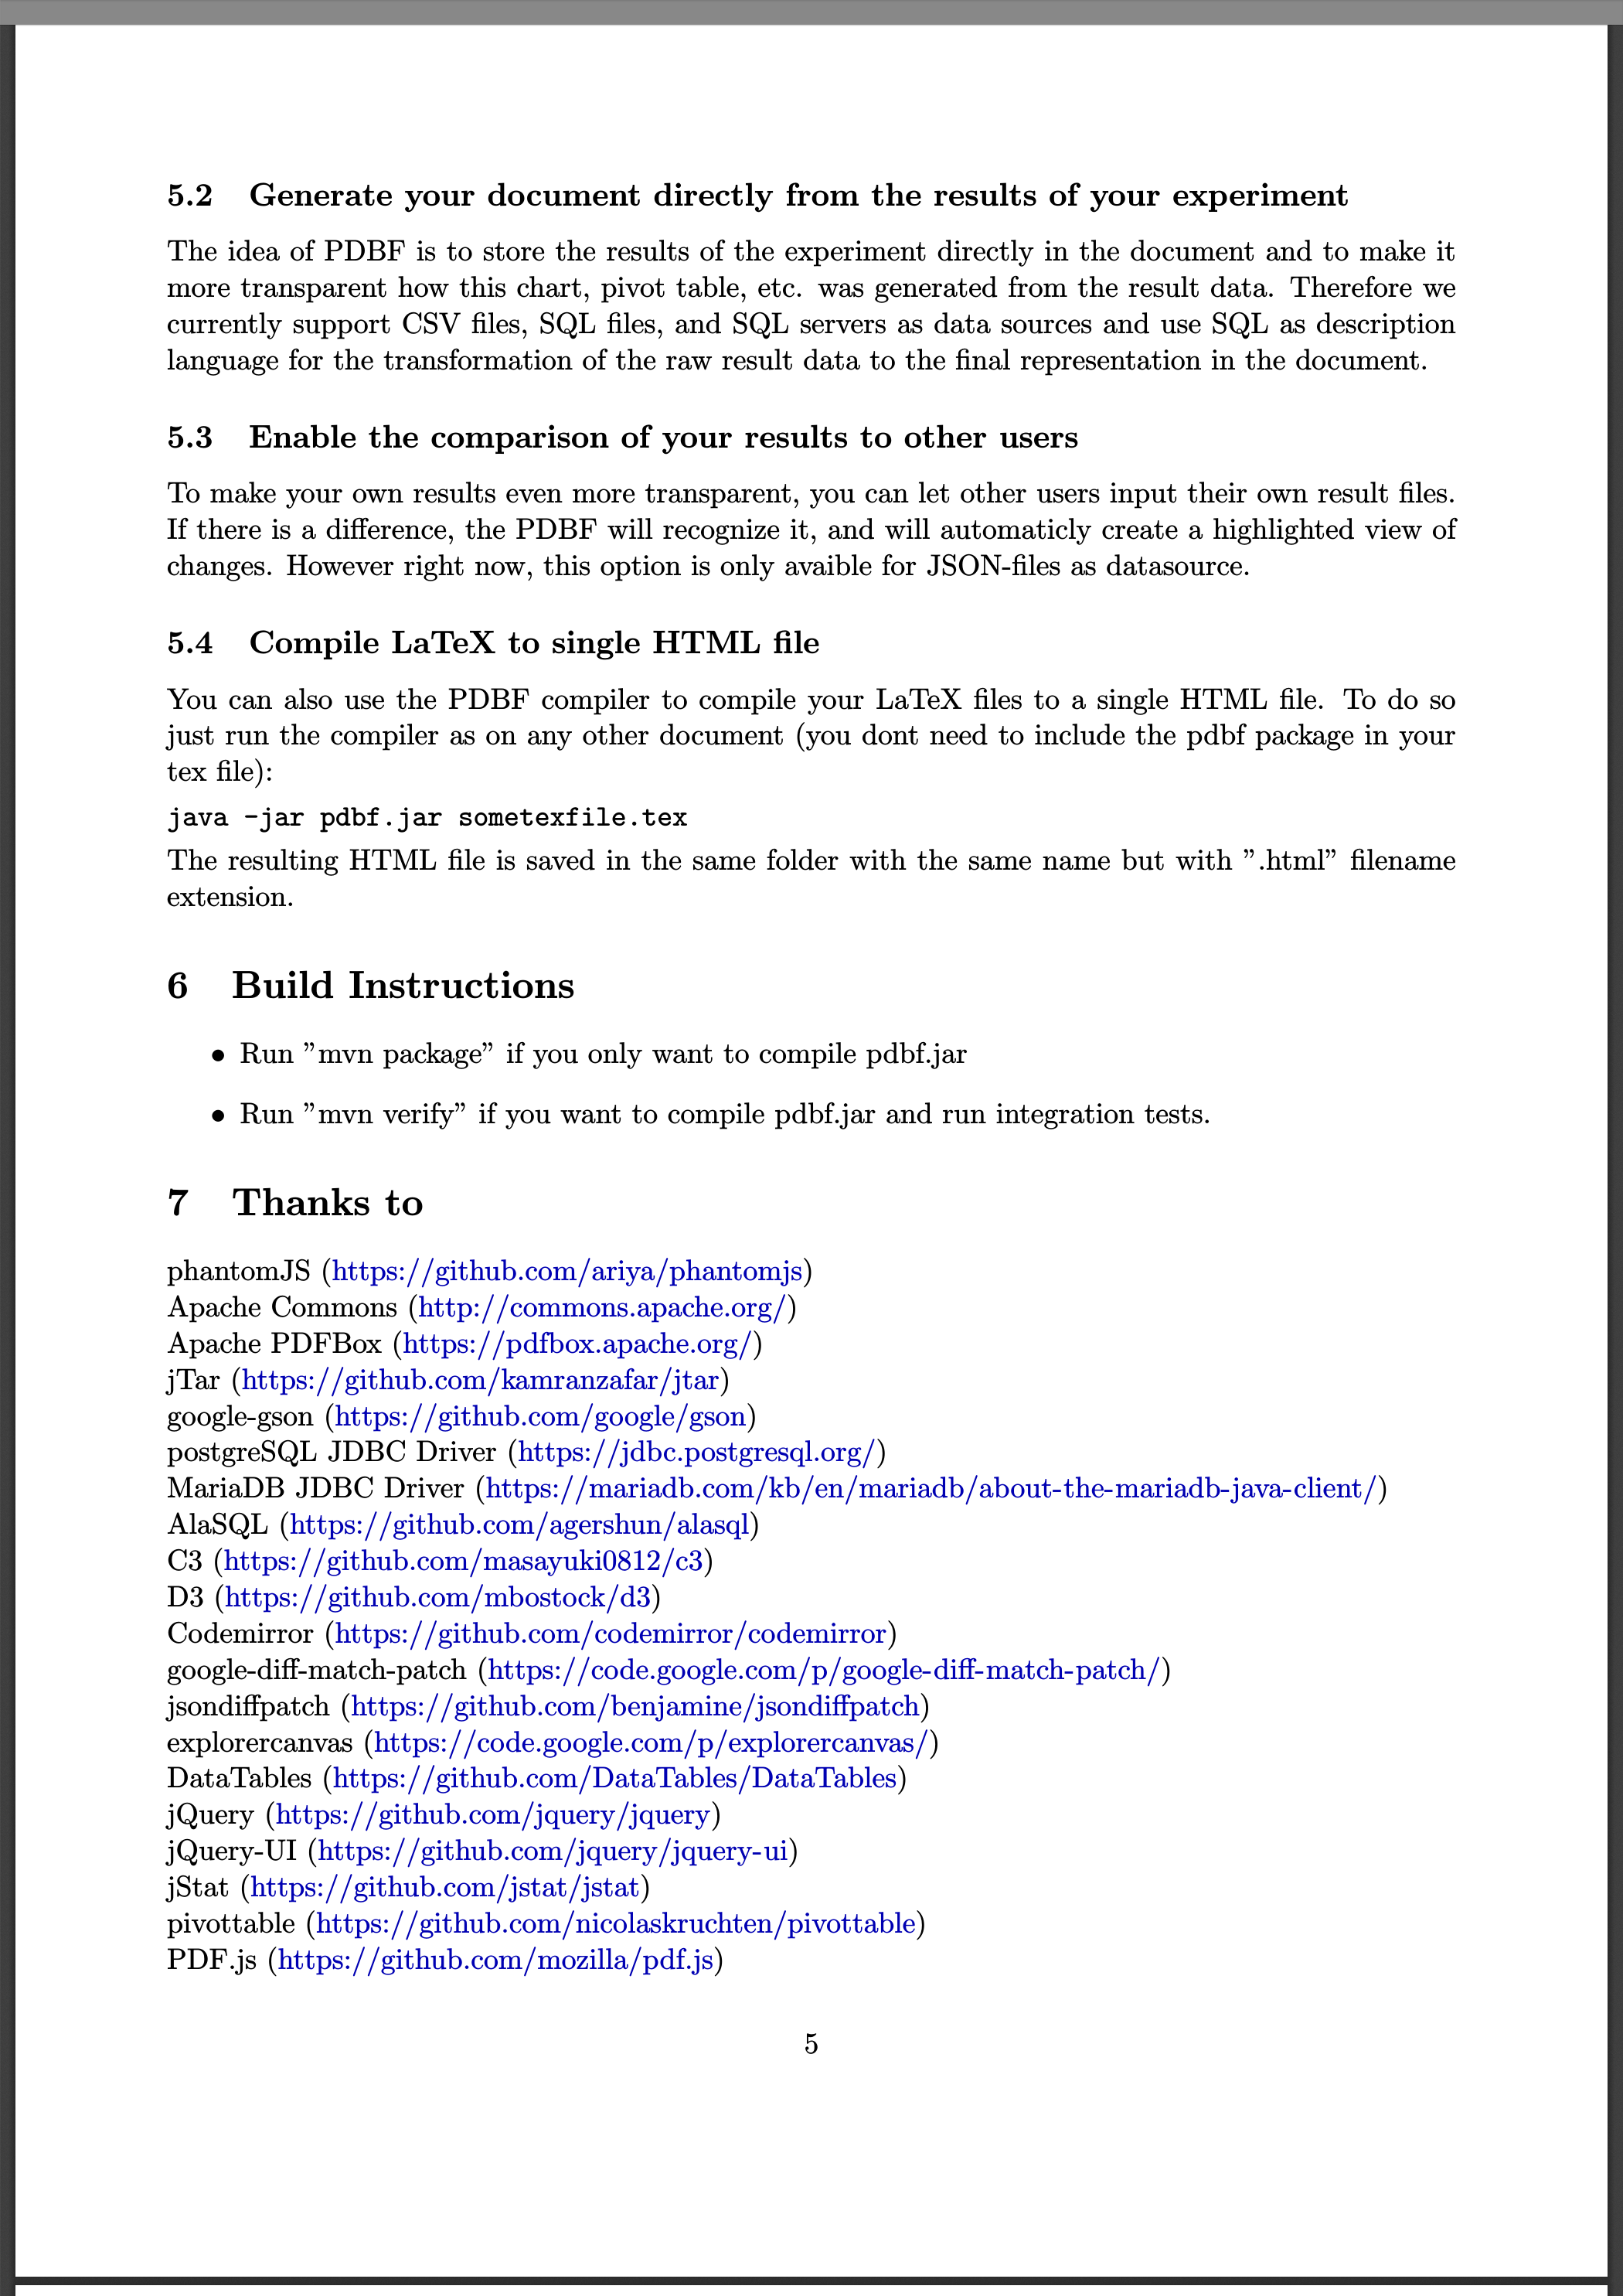 5.2 Generate your document directly from the results of your experiment
The idea of PDBF is to store the results of the experiment directly in the document and to make it
more transparent how this chart, pivot table, etc. was generated from the result data. Therefore we
currently support CSV files, SQL files, and SQL servers as data sources and use SQL as description
language for the transformation of the raw result data to the final representation in the document.
5.3 Enable the comparison of your results to other users
To make your own results even more transparent, you can let other users input their own result files.
If there is a difference, the PDBF will recognize it, and will automaticly create a highlighted view of
changes. However right now, this option is only avaible for JSON-files as datasource.
5.4 Compile LaTeX to single HTML file
You can also use the PDBF compiler to compile your LaTeX files to a single HTML file. To do so
just run the compiler as on any other document (you dont need to include the pdbf package in your
tex file):
java -jar pdbf.jar sometexfile.tex
The resulting HTML file is saved in the same folder with the same name but with ”.html” filename
extension.
6 Build Instructions
• Run ”mvn package” if you only want to compile pdbf.jar
• Run ”mvn verify” if you want to compile pdbf.jar and run integration tests.
7 Thanks to
phantomJS (https://github.com/ariya/phantomjs)
Apache Commons (http://commons.apache.org/)
Apache PDFBox (https://pdfbox.apache.org/)
jTar (https://github.com/kamranzafar/jtar)
google-gson (https://github.com/google/gson)
postgreSQL JDBC Driver (https://jdbc.postgresql.org/)
MariaDB JDBC Driver (https://mariadb.com/kb/en/mariadb/about-the-mariadb-java-client/)
AlaSQL (https://github.com/agershun/alasql)
C3 (https://github.com/masayuki0812/c3)
D3 (https://github.com/mbostock/d3)
Codemirror (https://github.com/codemirror/codemirror)
google-diff-match-patch (https://code.google.com/p/google-diff-match-patch/)
jsondiffpatch (https://github.com/benjamine/jsondiffpatch)
explorercanvas (https://code.google.com/p/explorercanvas/)
DataTables (https://github.com/DataTables/DataTables)
jQuery (https://github.com/jquery/jquery)
jQuery-UI (https://github.com/jquery/jquery-ui)
jStat (https://github.com/jstat/jstat)
pivottable (https://github.com/nicolaskruchten/pivottable)
PDF.js (https://github.com/mozilla/pdf.js)
5